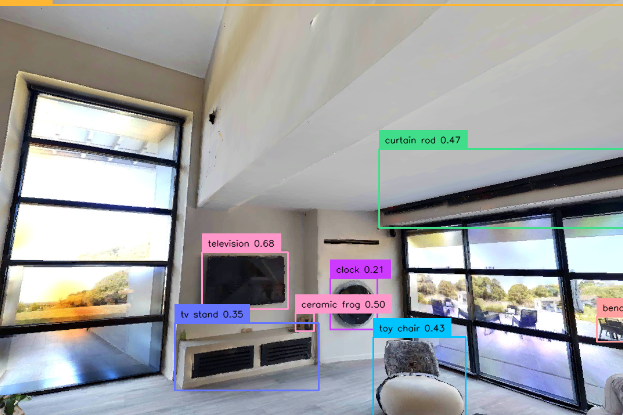 curtain rod 0.47
television 0.68
clock 0.21
ceramic frog 0.50
tv stand 0.35
toy chair 0.43